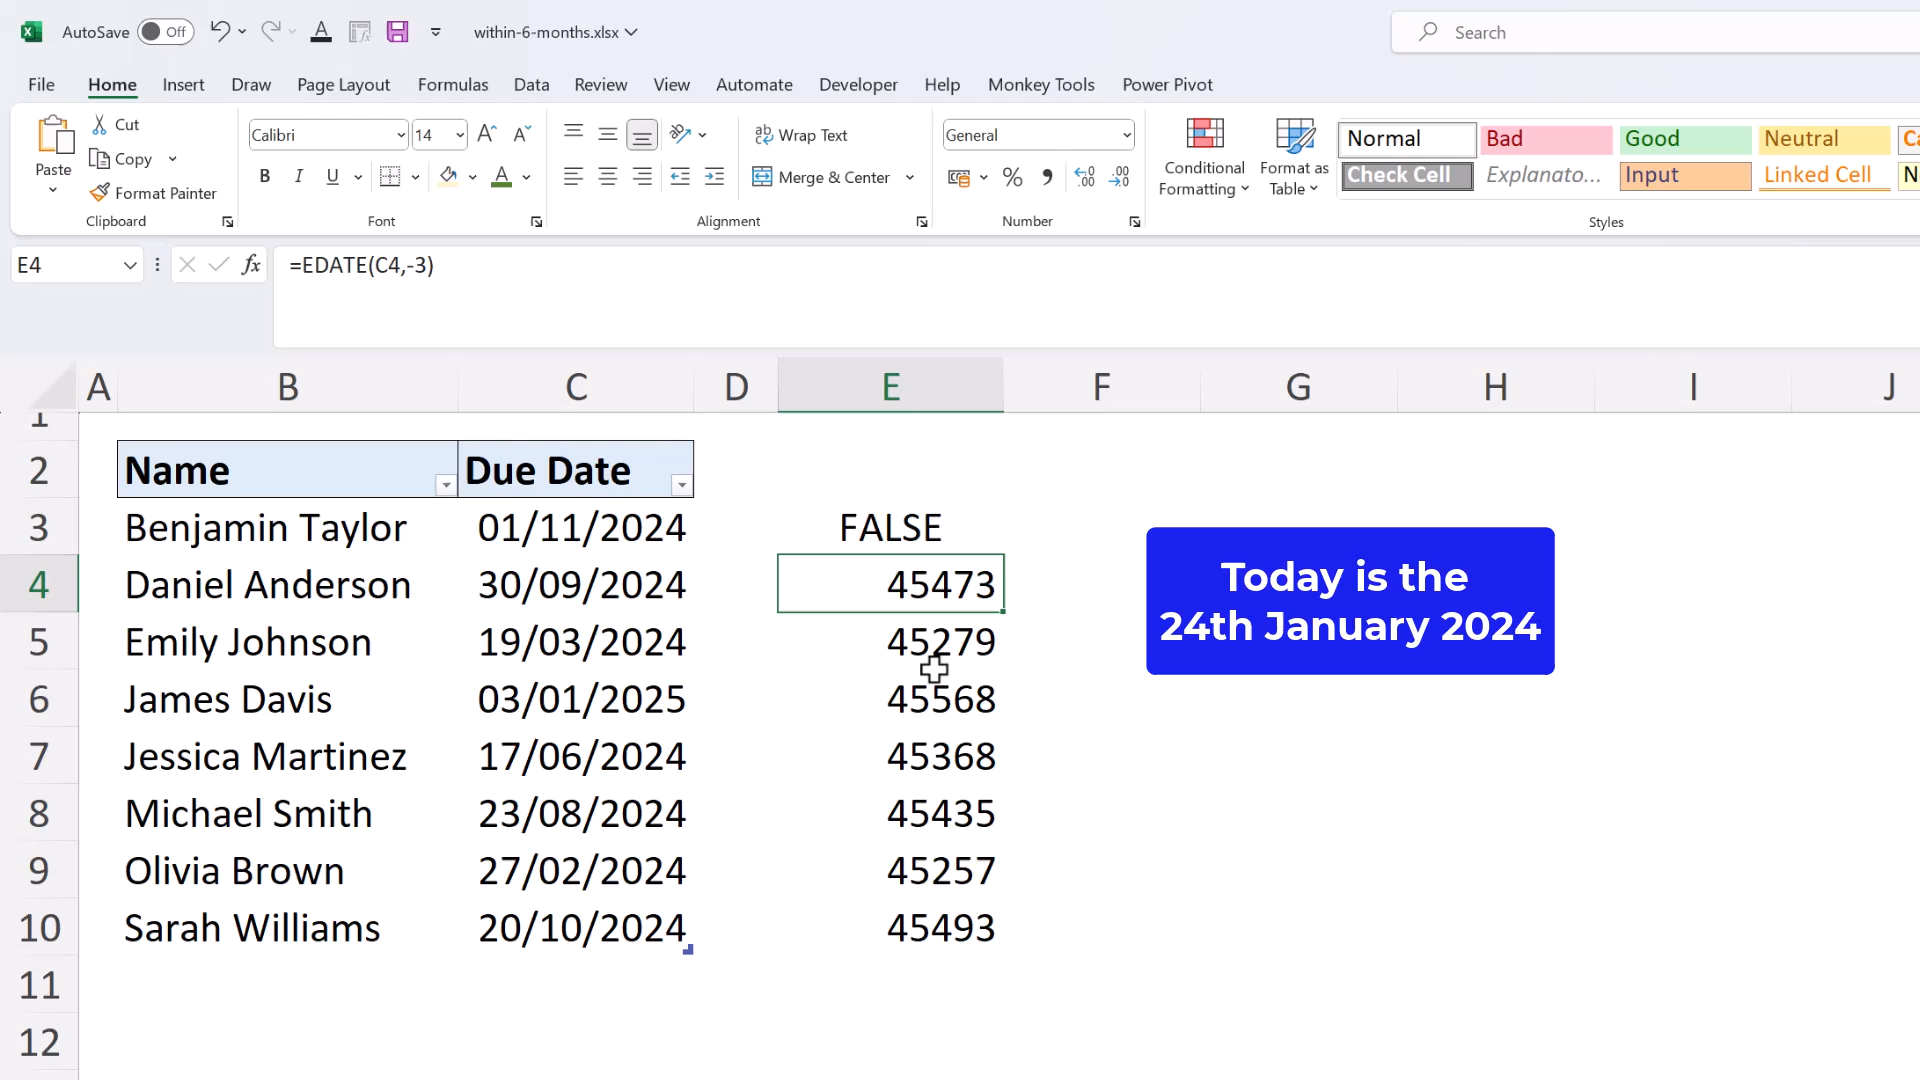 AutoSave Off within-6-months.xlsx Search
File Home Insert Draw Page Layout Formulas Data Review View Automate Developer Help Monkey Tools Power Pivot
Paste
Cut
Copy
Format Painter
Clipboard
Calibri 14
B I U
Font
Wrap Text
Merge & Center
Alignment
General
Number
Conditional Formatting
Format as Table
Normal Bad Good Neutral
Check Cell Explanato... Input Linked Cell
Styles
E4 fx =EDATE(C4,-3)
A B C D E F G H I J
1
2 Name Due Date
3 Benjamin Taylor 01/11/2024 FALSE
4 Daniel Anderson 30/09/2024 45473
5 Emily Johnson 19/03/2024 45279
6 James Davis 03/01/2025 45568
7 Jessica Martinez 17/06/2024 45368
8 Michael Smith 23/08/2024 45435
9 Olivia Brown 27/02/2024 45257
10 Sarah Williams 20/10/2024 45493
11
12
Today is the
24th January 2024